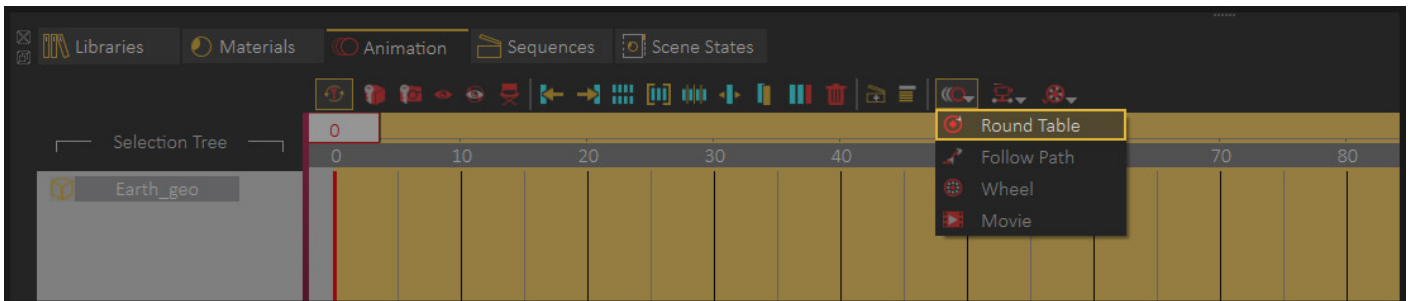 Libraries Materials Animation Sequences Scene States
Round Table
0
Selection Tree
0 10 20 30 40 70 80
Follow Path
Earth_geo
Wheel
Movie